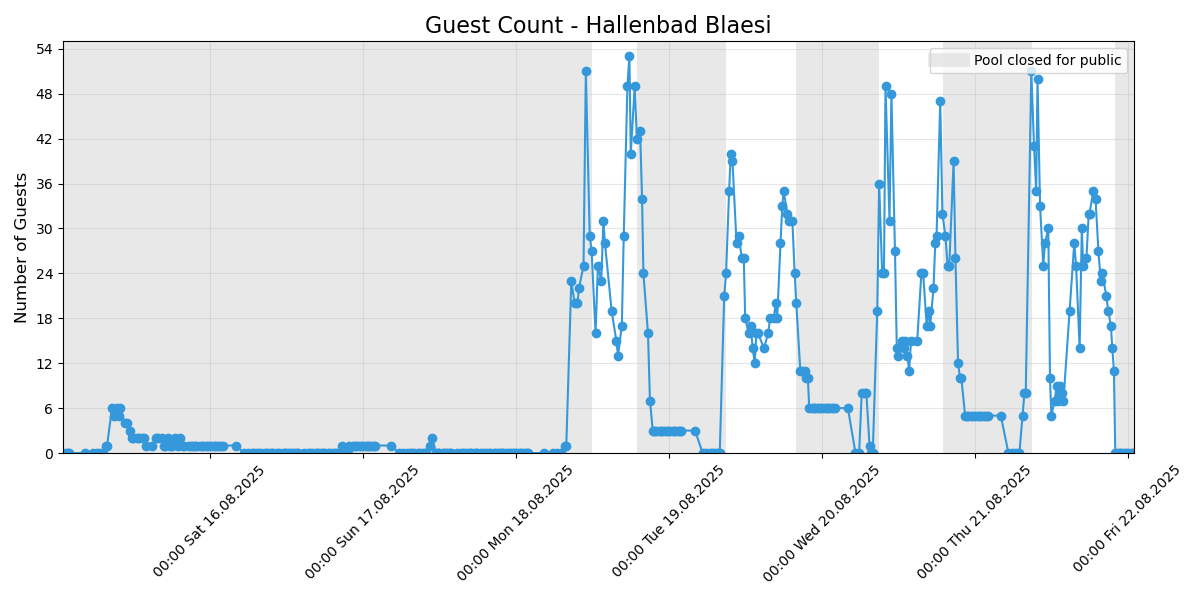 Guest Count - Hallenbad Blaesi
Pool closed for public
Number of Guests
54
48
42
36
30
24
18
12
6
0
00:00 Sat 16.08.2025
00:00 Sun 17.08.2025
00:00 Mon 18.08.2025
00:00 Tue 19.08.2025
00:00 Wed 20.08.2025
00:00 Thu 21.08.2025
00:00 Fri 22.08.2025